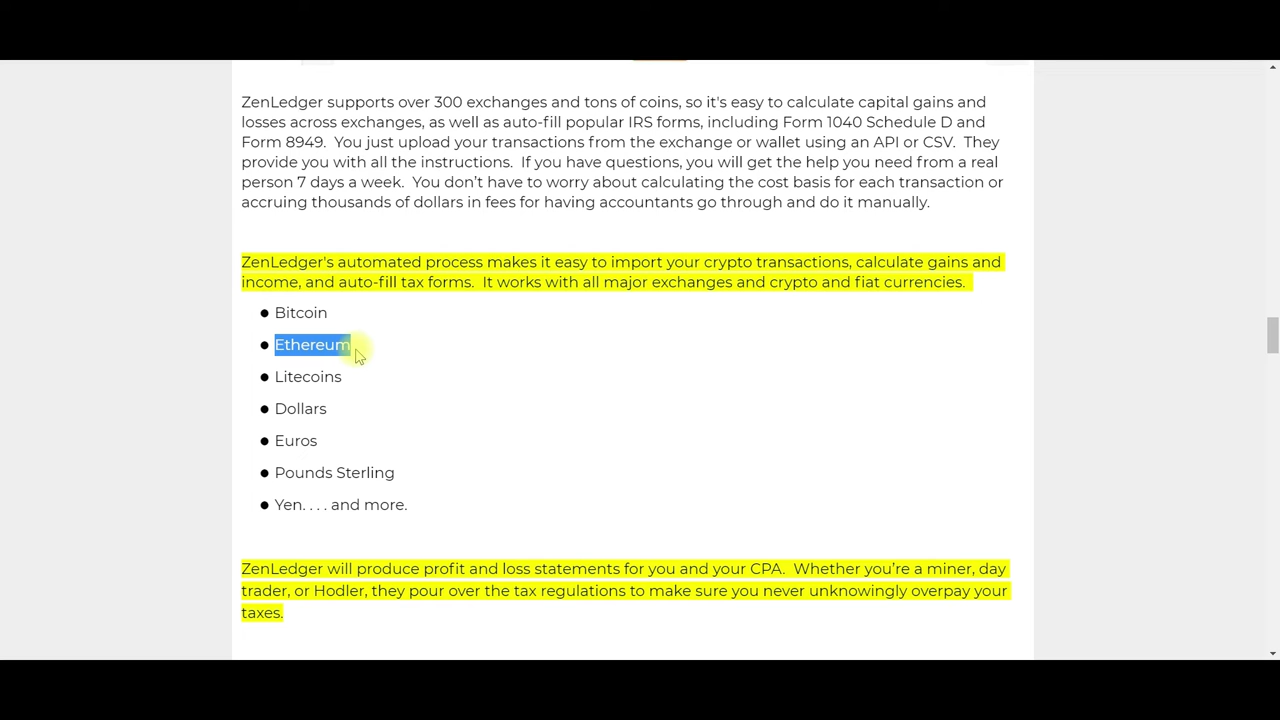 ZenLedger supports over 300 exchanges and tons of coins, so it's easy to calculate capital gains and
losses across exchanges, as well as auto-fill popular IRS forms, including Form 1040 Schedule D and
Form 8949.  You just upload your transactions from the exchange or wallet using an API or CSV.  They
provide you with all the instructions.  If you have questions, you will get the help you need from a real
person 7 days a week.  You don’t have to worry about calculating the cost basis for each transaction or
accruing thousands of dollars in fees for having accountants go through and do it manually.
ZenLedger's automated process makes it easy to import your crypto transactions, calculate gains and
income, and auto-fill tax forms.  It works with all major exchanges and crypto and fiat currencies.
● Bitcoin
● Ethereum
● Litecoins
● Dollars
● Euros
● Pounds Sterling
● Yen. . . . and more.
ZenLedger will produce profit and loss statements for you and your CPA.  Whether you’re a miner, day
trader, or Hodler, they pour over the tax regulations to make sure you never unknowingly overpay your
taxes.